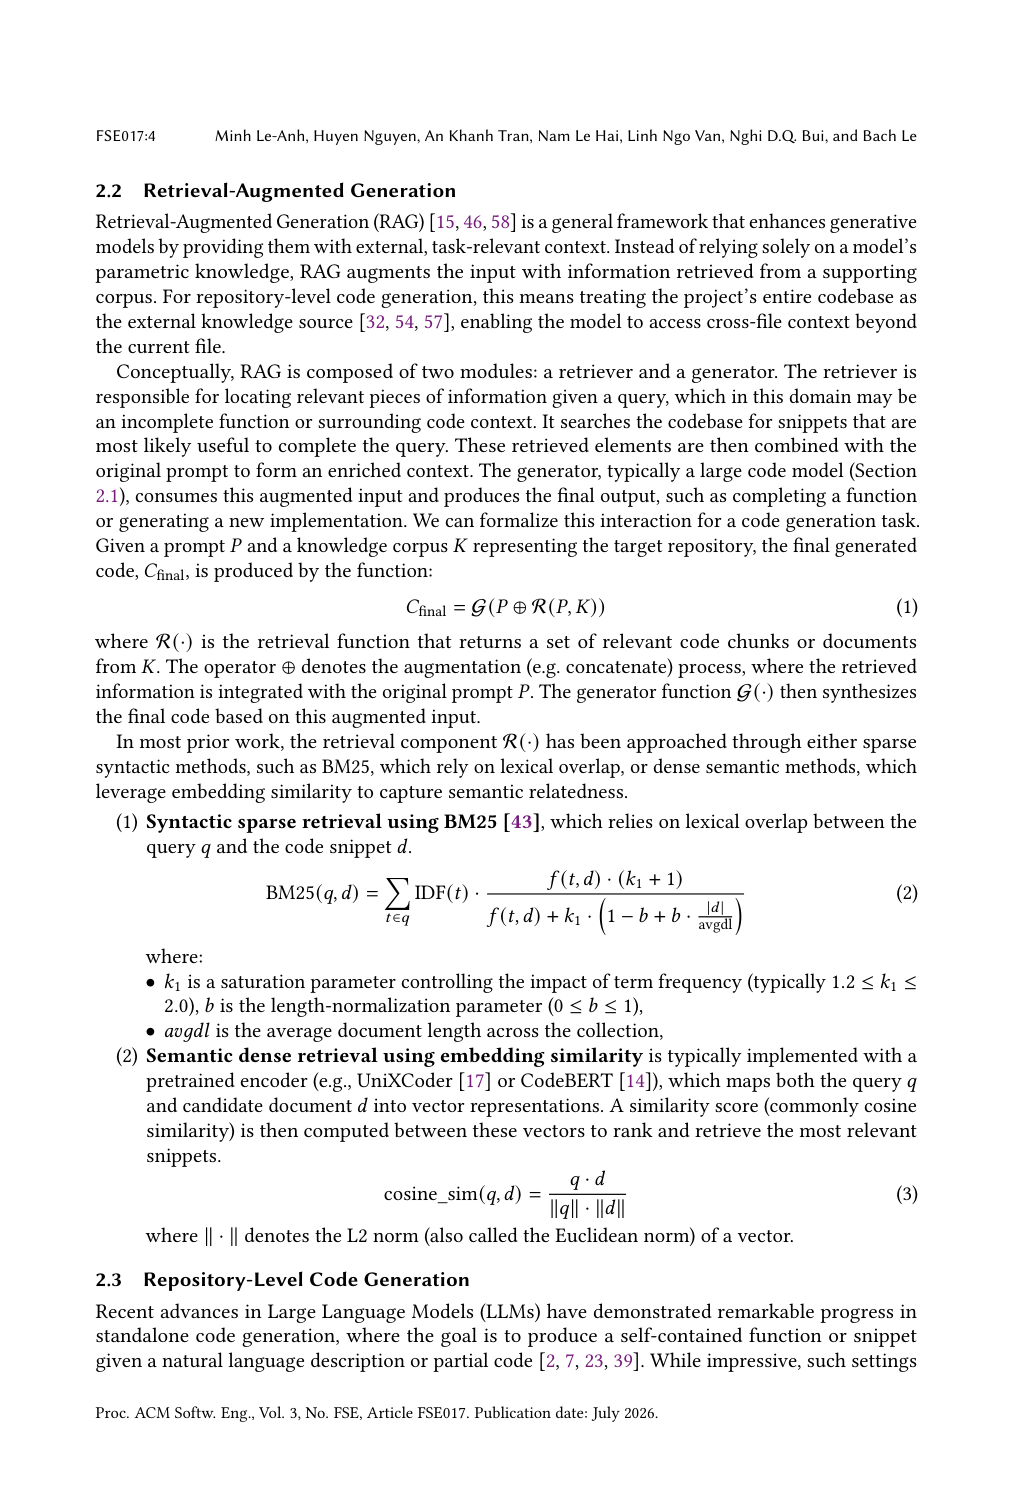 FSE017:4 Minh Le-Anh, Huyen Nguyen, An Khanh Tran, Nam Le Hai, Linh Ngo Van, Nghi D.Q. Bui, and Bach Le
2.2 Retrieval-Augmented Generation
Retrieval-Augmented Generation (RAG) [15, 46, 58] is a general framework that enhances generative
models by providing them with external, task-relevant context. Instead of relying solely on a model's
parametric knowledge, RAG augments the input with information retrieved from a supporting
corpus. For repository-level code generation, this means treating the project's entire codebase as
the external knowledge source [32, 54, 57], enabling the model to access cross-file context beyond
the current file.
Conceptually, RAG is composed of two modules: a retriever and a generator. The retriever is
responsible for locating relevant pieces of information given a query, which in this domain may be
an incomplete function or surrounding code context. It searches the codebase for snippets that are
most likely useful to complete the query. These retrieved elements are then combined with the
original prompt to form an enriched context. The generator, typically a large code model (Section
2.1), consumes this augmented input and produces the final output, such as completing a function
or generating a new implementation. We can formalize this interaction for a code generation task.
Given a prompt P and a knowledge corpus K representing the target repository, the final generated
code, C_final, is produced by the function:
C_final = 𝒢(P ⊕ ℛ(P, K)) (1)
where ℛ(·) is the retrieval function that returns a set of relevant code chunks or documents
from K. The operator ⊕ denotes the augmentation (e.g. concatenate) process, where the retrieved
information is integrated with the original prompt P. The generator function 𝒢(·) then synthesizes
the final code based on this augmented input.
In most prior work, the retrieval component ℛ(·) has been approached through either sparse
syntactic methods, such as BM25, which rely on lexical overlap, or dense semantic methods, which
leverage embedding similarity to capture semantic relatedness.
(1) Syntactic sparse retrieval using BM25 [43], which relies on lexical overlap between the
query q and the code snippet d.
BM25(q, d) = ∑_{t∈q} IDF(t) · f(t, d) · (k₁ + 1) / (f(t, d) + k₁ · (1 − b + b · |d|/avgdl)) (2)
where:
• k₁ is a saturation parameter controlling the impact of term frequency (typically 1.2 ≤ k₁ ≤
2.0), b is the length-normalization parameter (0 ≤ b ≤ 1),
• avgdl is the average document length across the collection,
(2) Semantic dense retrieval using embedding similarity is typically implemented with a
pretrained encoder (e.g., UniXCoder [17] or CodeBERT [14]), which maps both the query q
and candidate document d into vector representations. A similarity score (commonly cosine
similarity) is then computed between these vectors to rank and retrieve the most relevant
snippets.
cosine_sim(q, d) = q · d / (‖q‖ · ‖d‖) (3)
where ‖ · ‖ denotes the L2 norm (also called the Euclidean norm) of a vector.
2.3 Repository-Level Code Generation
Recent advances in Large Language Models (LLMs) have demonstrated remarkable progress in
standalone code generation, where the goal is to produce a self-contained function or snippet
given a natural language description or partial code [2, 7, 23, 39]. While impressive, such settings
Proc. ACM Softw. Eng., Vol. 3, No. FSE, Article FSE017. Publication date: July 2026.